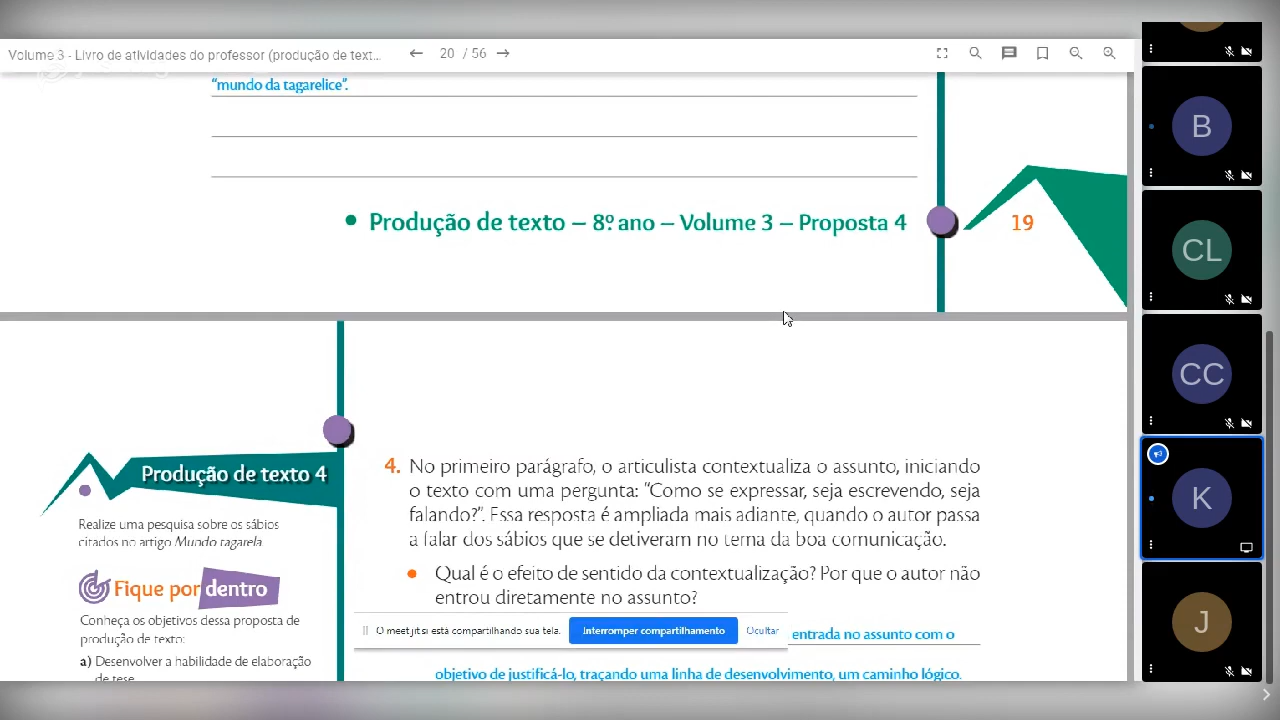 Volume 3 - Livro de atividades do professor (produção de text...
20 / 56
"mundo da tagarelice".
Produção de texto – 8º ano – Volume 3 – Proposta 4
19
Produção de texto 4
Realize uma pesquisa sobre os sábios
citados no artigo Mundo tagarela.
Fique por dentro
Conheça os objetivos dessa proposta de
produção de texto:
a) Desenvolver a habilidade de elaboração
de tese
4. No primeiro parágrafo, o articulista contextualiza o assunto, iniciando
o texto com uma pergunta: "Como se expressar, seja escrevendo, seja
falando?". Essa resposta é ampliada mais adiante, quando o autor passa
a falar dos sábios que se detiveram no tema da boa comunicação.
Qual é o efeito de sentido da contextualização? Por que o autor não
entrou diretamente no assunto?
entrada no assunto com o
objetivo de justificá-lo, traçando uma linha de desenvolvimento, um caminho lógico.
O meet.jit.si está compartilhando sua tela.
Interromper compartilhamento
Ocultar
B
CL
CC
K
J